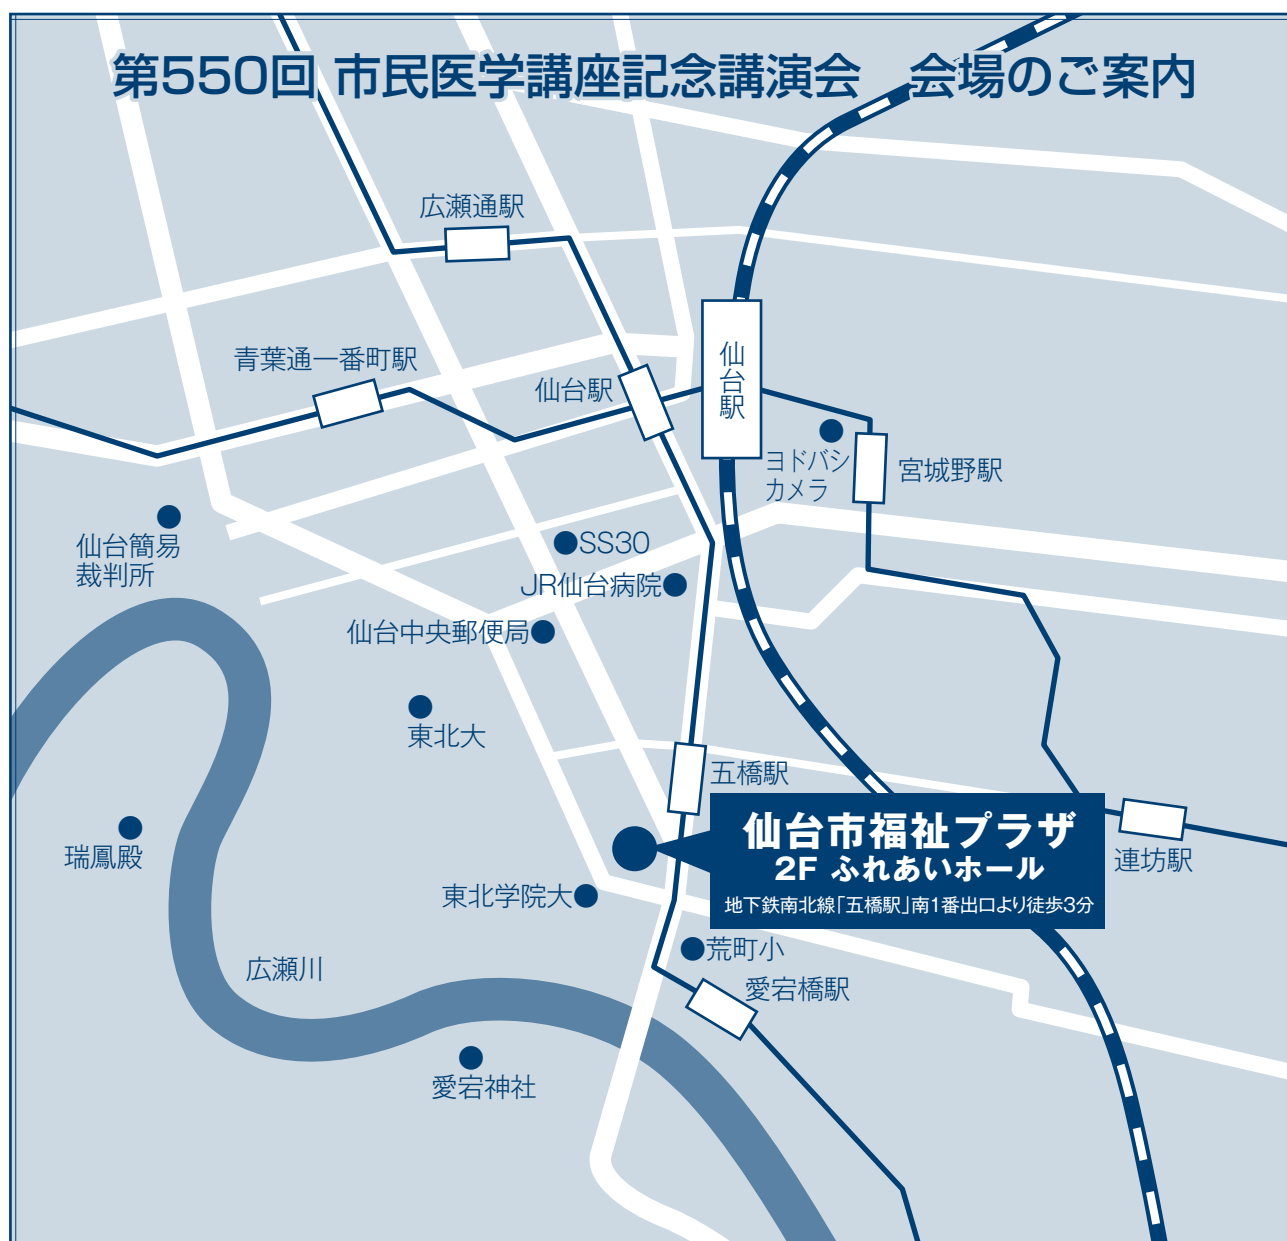 第550回 市民医学講座記念講演会　会場のご案内
広瀬通駅
青葉通一番町駅
仙台駅
仙台駅
ヨドバシ
カメラ
宮城野駅
仙台簡易
裁判所
SS30
JR仙台病院
仙台中央郵便局
東北大
五橋駅
仙台市福祉プラザ
2F ふれあいホール
地下鉄南北線「五橋駅」南1番出口より徒歩3分
連坊駅
瑞鳳殿
東北学院大
荒町小
広瀬川
愛宕橋駅
愛宕神社